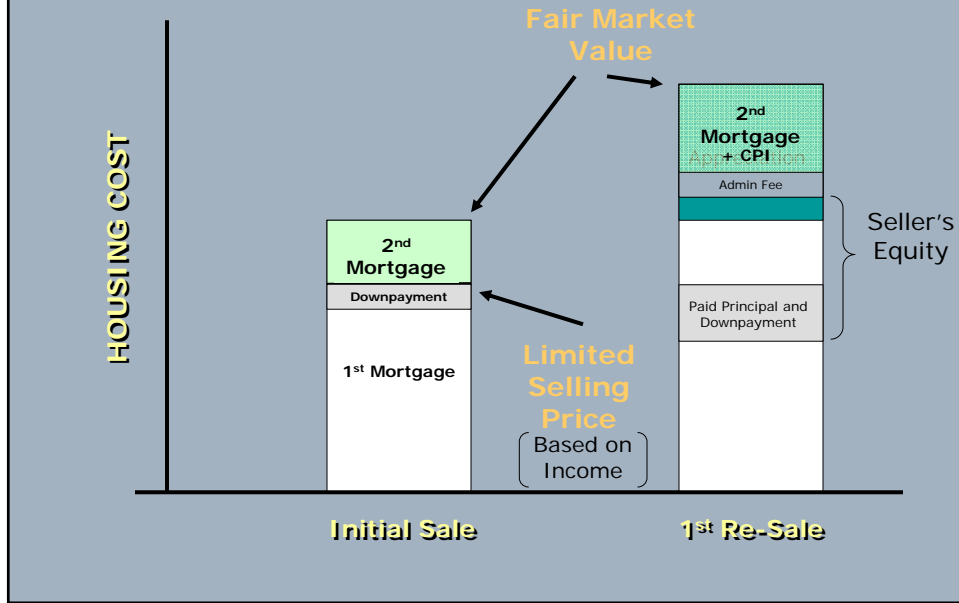 Fair Market
Value
HOUSING COST
2nd
Mortgage
Downpayment
1st Mortgage
Limited
Selling
Price
Based on
Income
2nd
Mortgage
+ CPI
Admin Fee
Paid Principal and
Downpayment
Seller's
Equity
Initial Sale
1st Re-Sale